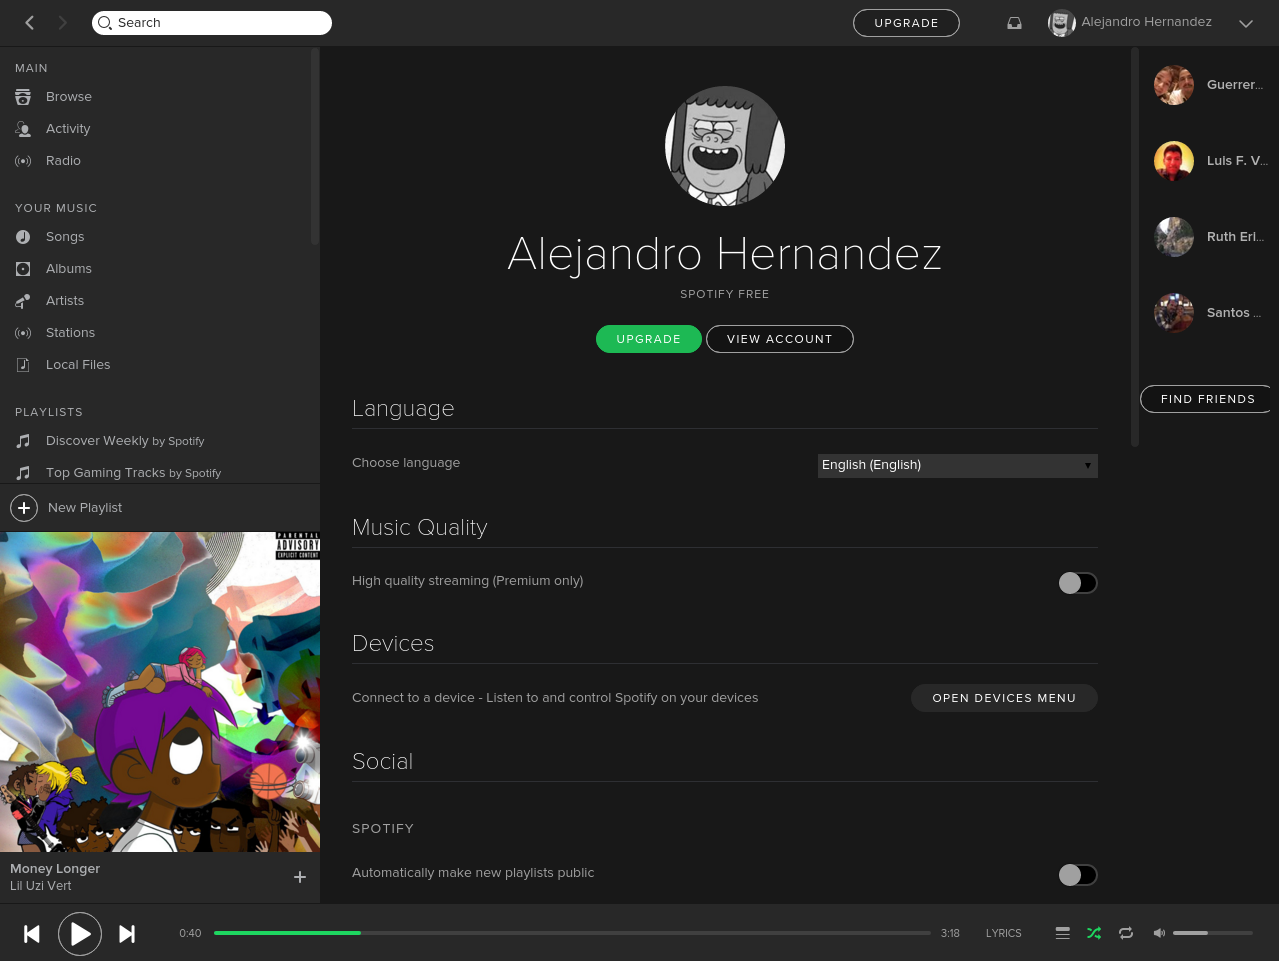 Search
UPGRADE
Alejandro Hernandez
MAIN
Browse
Activity
Radio
YOUR MUSIC
Songs
Albums
Artists
Stations
Local Files
PLAYLISTS
Discover Weekly by Spotify
Top Gaming Tracks by Spotify
New Playlist
PARENTAL
ADVISORY
EXPLICIT CONTENT
Money Longer
Lil Uzi Vert
Alejandro Hernandez
SPOTIFY FREE
UPGRADE
VIEW ACCOUNT
Language
Choose language
English (English)
Music Quality
High quality streaming (Premium only)
Devices
Connect to a device - Listen to and control Spotify on your devices
OPEN DEVICES MENU
Social
SPOTIFY
Automatically make new playlists public
Guerrer...
Luis F. V...
Ruth Eri...
Santos ...
FIND FRIENDS
0:40
3:18
LYRICS